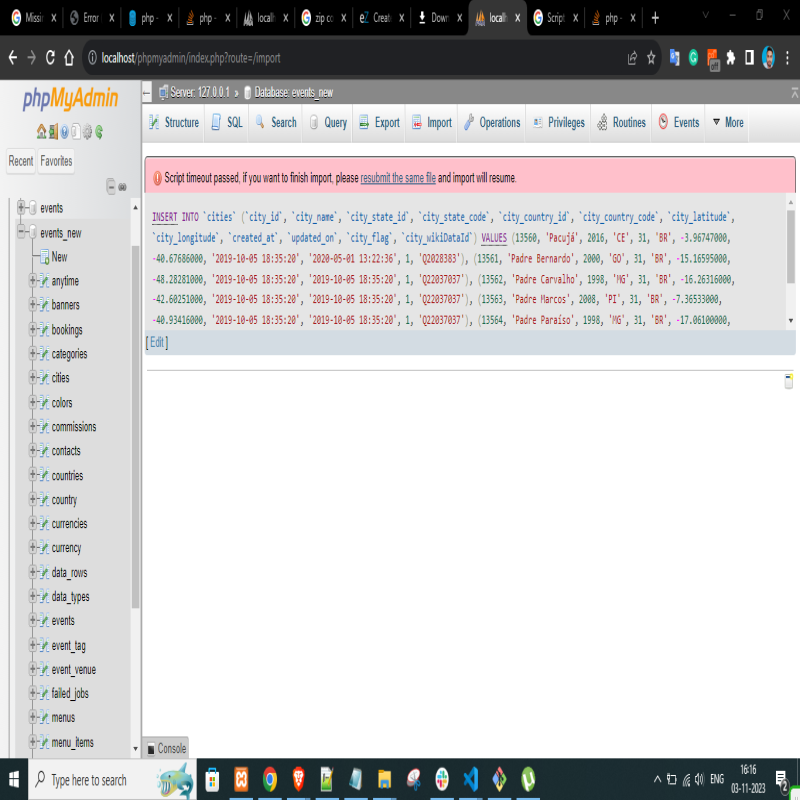 Missin
Error
php -
php -
localh
zip co
Create
Down
localh
Script
php -
localhost/phpmyadmin/index.php?route=/import
off
phpMyAdmin
Recent
Favorites
events
events_new
New
anytime
banners
bookings
categories
cities
colors
commissions
contacts
countries
country
currencies
currency
data_rows
data_types
events
event_tag
event_venue
failed_jobs
menus
menu_items
Server: 127.0.0.1 » Database: events_new
Structure
SQL
Search
Query
Export
Import
Operations
Privileges
Routines
Events
More
Script timeout passed, if you want to finish import, please resubmit the same file and import will resume.
INSERT INTO `cities` (`city_id`, `city_name`, `city_state_id`, `city_state_code`, `city_country_id`, `city_country_code`, `city_latitude`,
`city_longitude`, `created_at`, `updated_on`, `city_flag`, `city_wikiDataId`) VALUES (13560, 'Pacujá', 2016, 'CE', 31, 'BR', -3.96747000,
-40.67686000, '2019-10-05 18:35:20', '2020-05-01 13:22:36', 1, 'Q2028383'), (13561, 'Padre Bernardo', 2000, 'GO', 31, 'BR', -15.16595000,
-48.28281000, '2019-10-05 18:35:20', '2019-10-05 18:35:20', 1, 'Q22037037'), (13562, 'Padre Carvalho', 1998, 'MG', 31, 'BR', -16.26316000,
-42.60251000, '2019-10-05 18:35:20', '2019-10-05 18:35:20', 1, 'Q22037037'), (13563, 'Padre Marcos', 2008, 'PI', 31, 'BR', -7.36533000,
-40.93416000, '2019-10-05 18:35:20', '2019-10-05 18:35:20', 1, 'Q22037037'), (13564, 'Padre Paraíso', 1998, 'MG', 31, 'BR', -17.06100000,
[ Edit ]
Console
Type here to search
ENG
16:16
03-11-2023
2